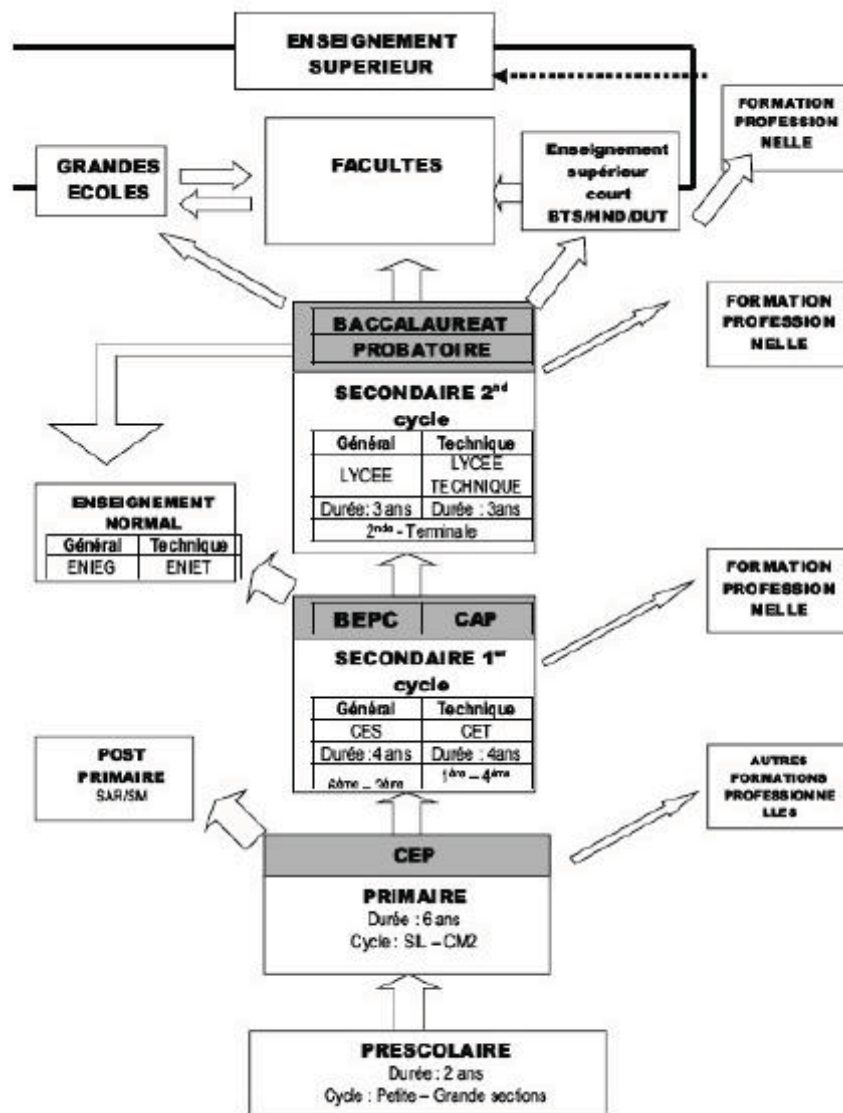 ENSEIGNEMENT
SUPERIEUR
FORMATION
PROFESSION
NELLE
GRANDES
ECOLES
FACULTES
Enseignement
supérieur
court
BTS/HND/DUT
BACCALAUREAT
PROBATOIRE
FORMATION
PROFESSION
NELLE
SECONDAIRE 2nd
cycle
Général Technique
LYCEE LYCEE
TECHNIQUE
Durée: 3 ans Durée : 3ans
2nde - Terminale
ENSEIGNEMENT
NORMAL
Général Technique
ENIEG ENIET
FORMATION
PROFESSION
NELLE
BEPC CAP
SECONDAIRE 1er
cycle
Général Technique
CES CET
Durée :4 ans Durée : 4ans
6ème – 3ème 1ère – 4ème
POST
PRIMAIRE
SAR/SM
AUTRES
FORMATIONS
PROFESSIONNE
LLES
CEP
PRIMAIRE
Durée : 6 ans
Cycle : SIL – CM2
PRESCOLAIRE
Durée : 2 ans
Cycle : Petite – Grande sections